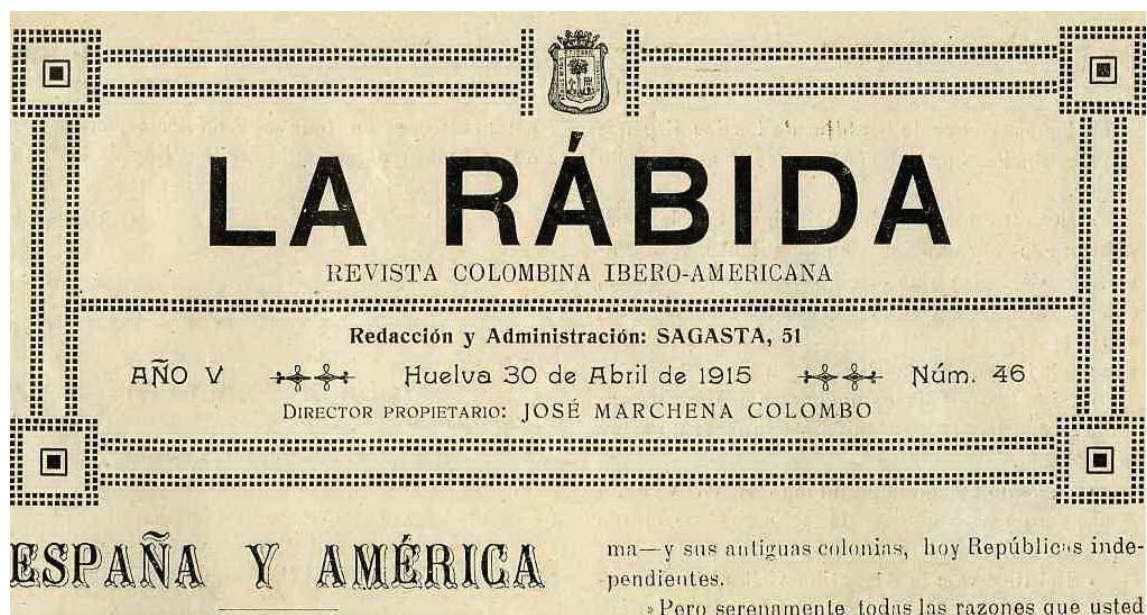 LA RÁBIDA
REVISTA COLOMBINA IBERO-AMERICANA
Redacción y Administración: SAGASTA, 51
AÑO V Huelva 30 de Abril de 1915 Núm. 46
DIRECTOR PROPIETARIO: JOSÉ MARCHENA COLOMBO
ESPAÑA Y AMÉRICA
ma—y sus antiguas colonias, hoy Repúblicas inde-
pendientes.
»Pero serenamente todas las razones que usted